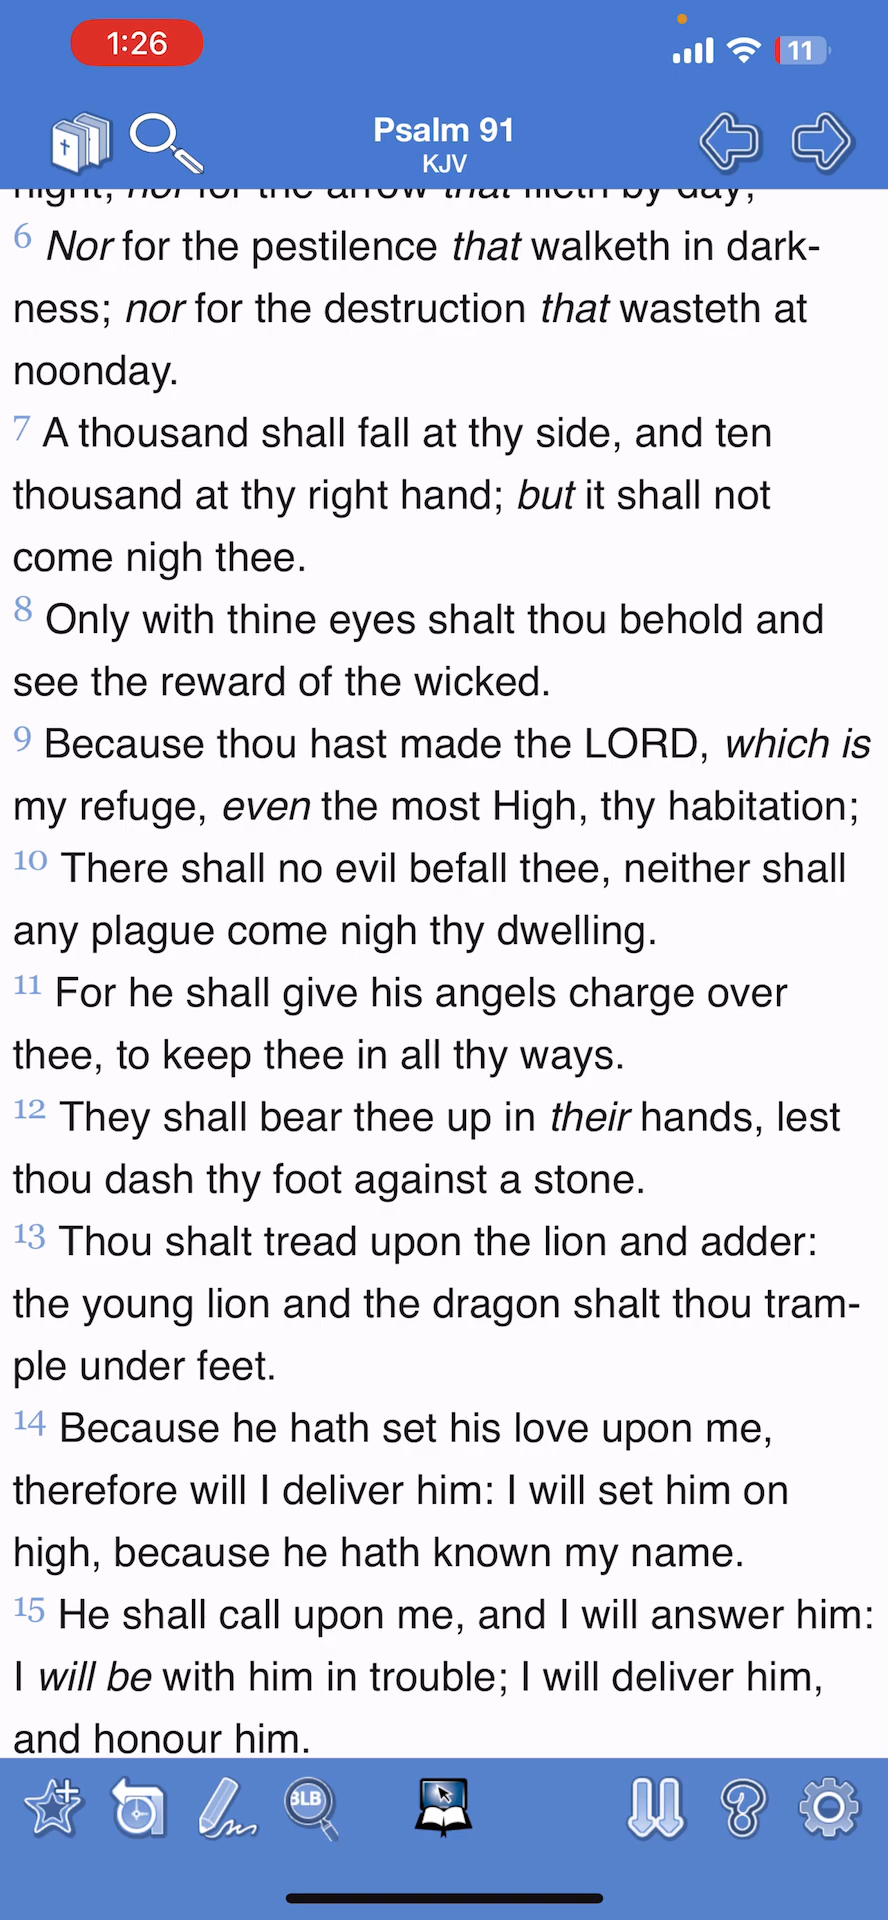 1:26
11
Psalm 91
KJV
night; nor for the arrow that flieth by day;
6 Nor for the pestilence that walketh in dark-
ness; nor for the destruction that wasteth at
noonday.
7 A thousand shall fall at thy side, and ten
thousand at thy right hand; but it shall not
come nigh thee.
8 Only with thine eyes shalt thou behold and
see the reward of the wicked.
9 Because thou hast made the LORD, which is
my refuge, even the most High, thy habitation;
10 There shall no evil befall thee, neither shall
any plague come nigh thy dwelling.
11 For he shall give his angels charge over
thee, to keep thee in all thy ways.
12 They shall bear thee up in their hands, lest
thou dash thy foot against a stone.
13 Thou shalt tread upon the lion and adder:
the young lion and the dragon shalt thou tram-
ple under feet.
14 Because he hath set his love upon me,
therefore will I deliver him: I will set him on
high, because he hath known my name.
15 He shall call upon me, and I will answer him:
I will be with him in trouble; I will deliver him,
and honour him.
BLB